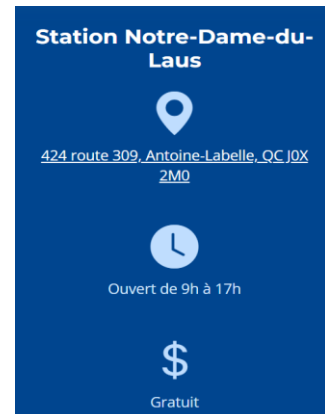 Station Notre-Dame-du-
Laus
424 route 309, Antoine-Labelle, QC J0X
2M0
Ouvert de 9h à 17h
$
Gratuit